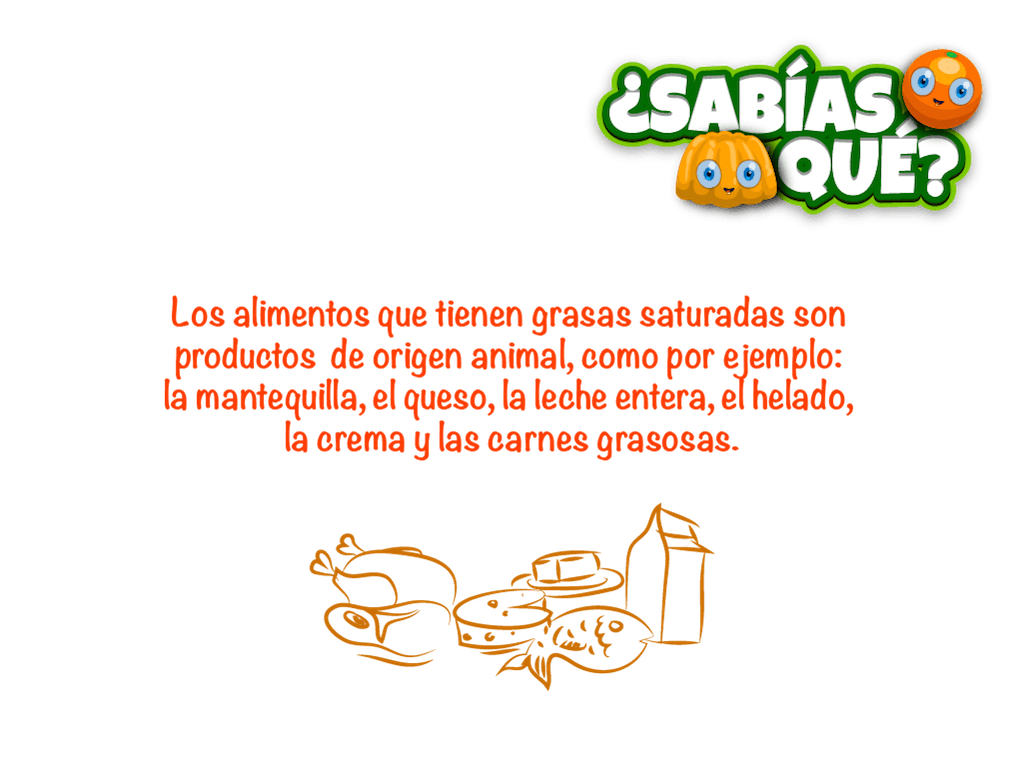 ¿SABÍAS
QUÉ?
Los alimentos que tienen grasas saturadas son
productos  de origen animal, como por ejemplo:
la mantequilla, el queso, la leche entera, el helado,
la crema y las carnes grasosas.